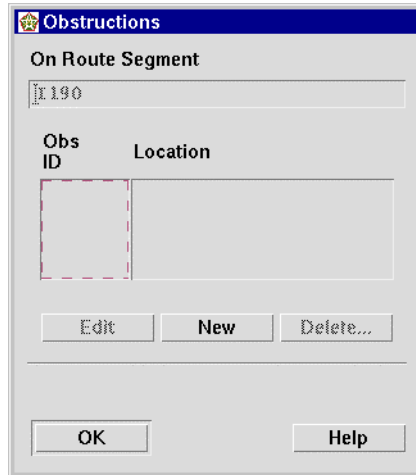 Obstructions
On Route Segment
I190
Obs
ID
Location
Edit
New
Delete...
OK
Help